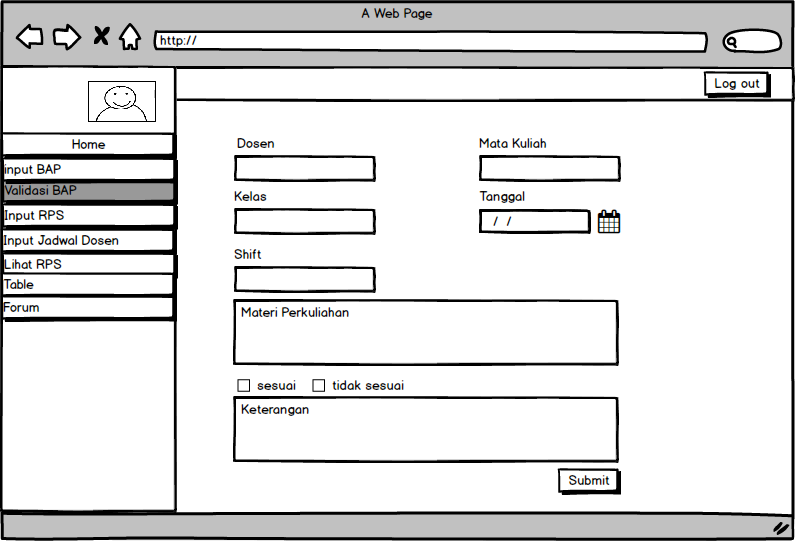 A Web Page
http://
Log out
Home
input BAP
Validasi BAP
Input RPS
Input Jadwal Dosen
Lihat RPS
Table
Forum
Dosen
Mata Kuliah
Kelas
Tanggal
/ /
Shift
Materi Perkuliahan
sesuai
tidak sesuai
Keterangan
Submit